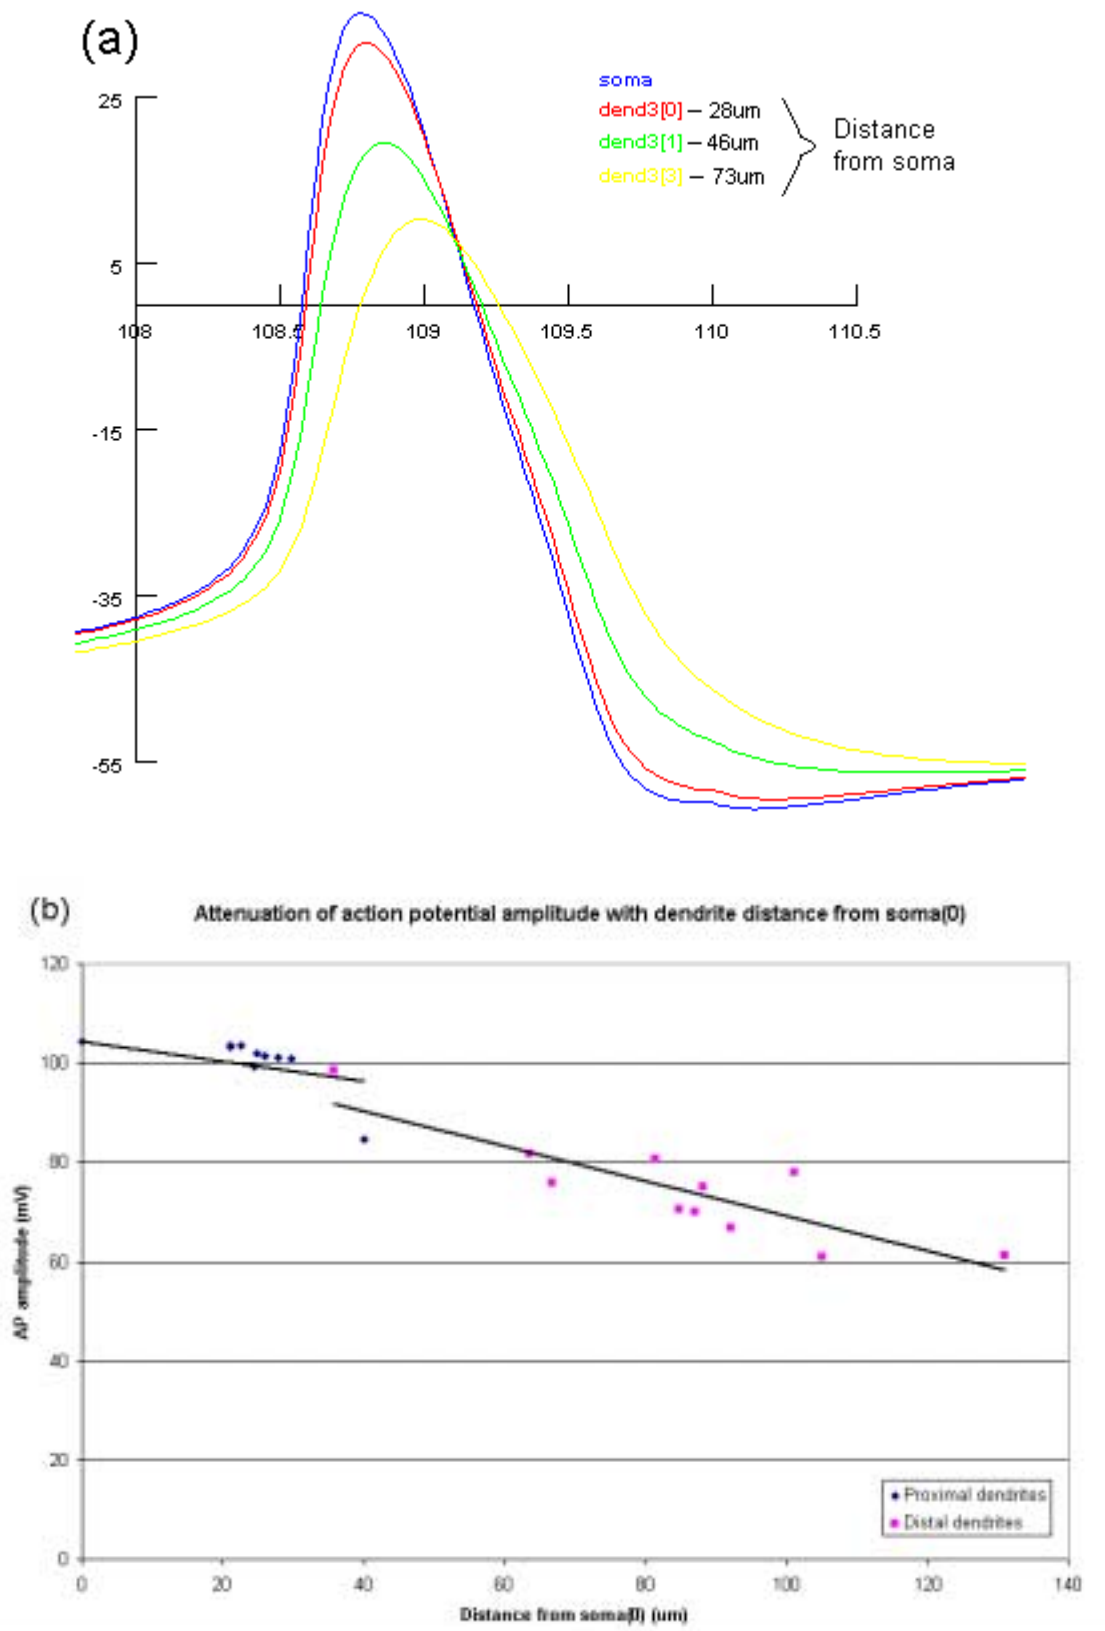 (a)
soma
dend3[0] – 28um
dend3[1] – 46um
dend3[3] – 73um
Distance
from soma
25
5
-15
-35
-55
108
108.5
109
109.5
110
110.5
(b)
Attenuation of action potential amplitude with dendrite distance from soma(0)
AP amplitude (mV)
120
100
80
60
40
20
0
0
20
40
60
80
100
120
140
Distance from soma(0) (um)
Proximal dendrites
Distal dendrites